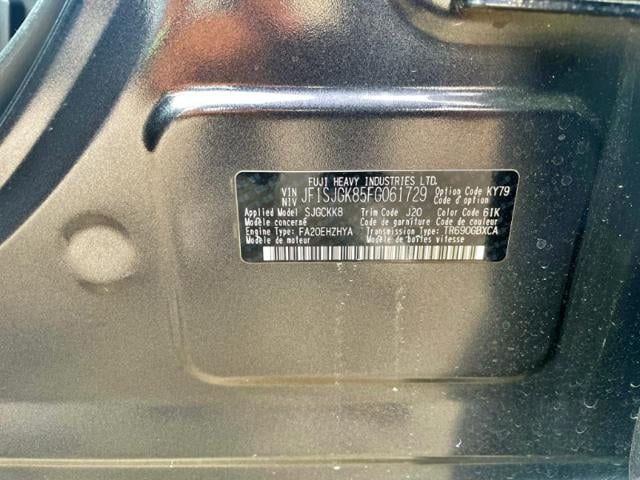 FUJI HEAVY INDUSTRIES LTD.
VIN NIV JF1SJGK85FG061729 Option Code KY79
Code d'option
Applied Model SJGCKK8 Trim Code J20 Color Code 61K
Modèle concerné Code de garniture Code de couleur
Engine Type: FA20EHZHYA Transmission Type: TR690GBXCA
Modèle de moteur Modèle de boîtes vitesse